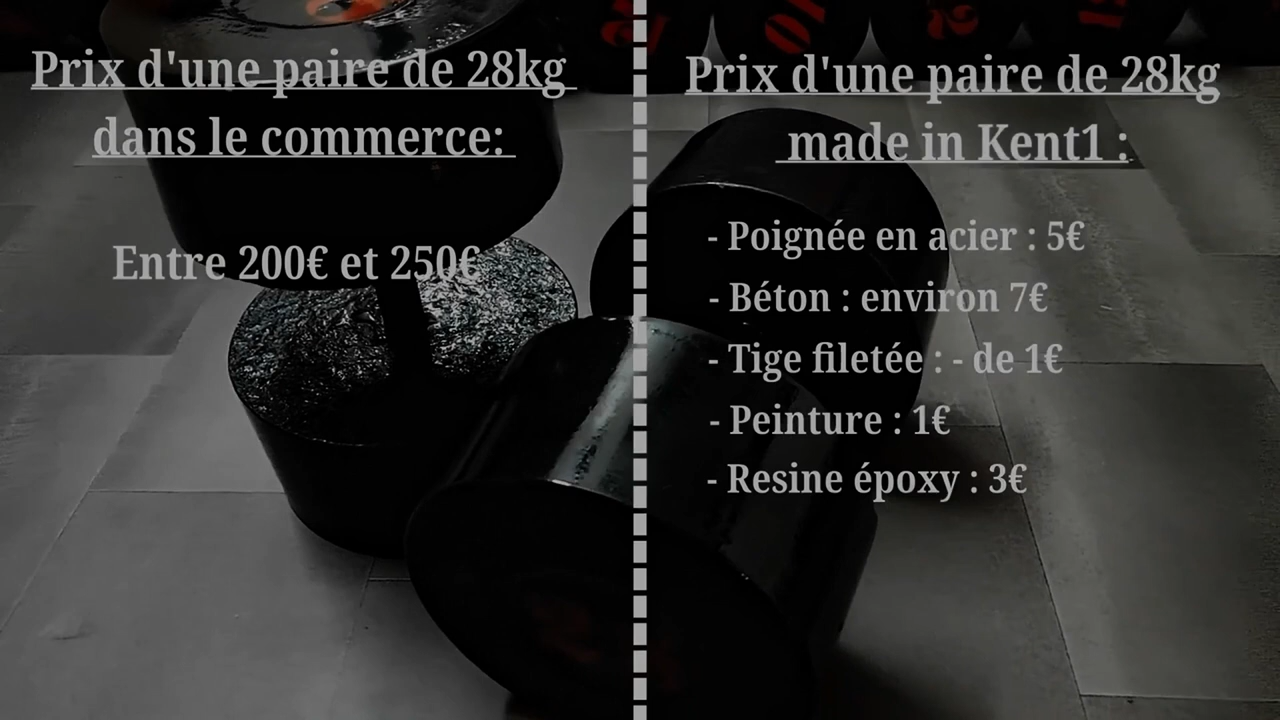 Prix d'une paire de 28kg
dans le commerce:
Entre 200€ et 250€
Prix d'une paire de 28kg
made in Kent1 :
- Poignée en acier : 5€
- Béton : environ 7€
- Tige filetée : - de 1€
- Peinture : 1€
- Resine époxy : 3€